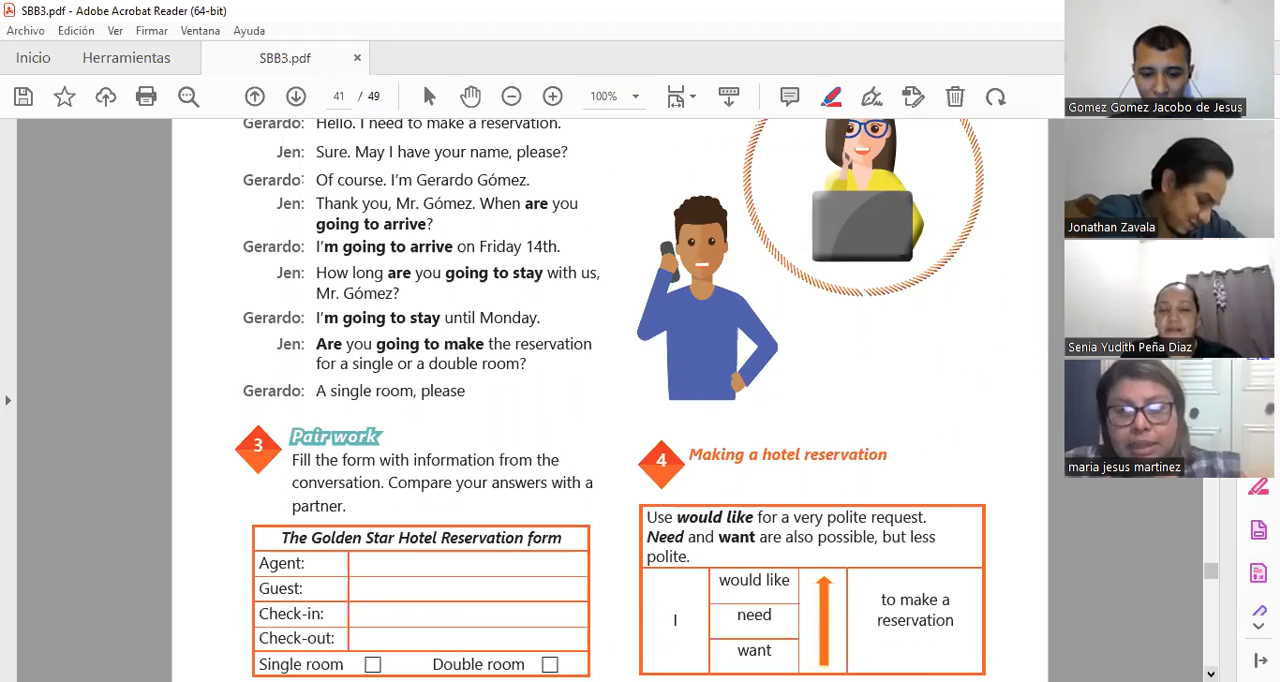 SBB3.pdf - Adobe Acrobat Reader (64-bit)
Archivo Edición Ver Firmar Ventana Ayuda
Inicio Herramientas SBB3.pdf ×
41 / 49 100%
Gerardo: Hello. I need to make a reservation.
Jen: Sure. May I have your name, please?
Gerardo: Of course. I'm Gerardo Gómez.
Jen: Thank you, Mr. Gómez. When are you
going to arrive?
Gerardo: I'm going to arrive on Friday 14th.
Jen: How long are you going to stay with us,
Mr. Gómez?
Gerardo: I'm going to stay until Monday.
Jen: Are you going to make the reservation
for a single or a double room?
Gerardo: A single room, please
3 Pair work
Fill the form with information from the
conversation. Compare your answers with a
partner.
The Golden Star Hotel Reservation form
Agent:
Guest:
Check-in:
Check-out:
Single room Double room
4 Making a hotel reservation
Use would like for a very polite request.
Need and want are also possible, but less
polite.
I
would like
need
want
to make a
reservation
Gomez Gomez Jacobo de Jesus
Jonathan Zavala
Senia Yudith Peña Diaz
maria jesus martinez